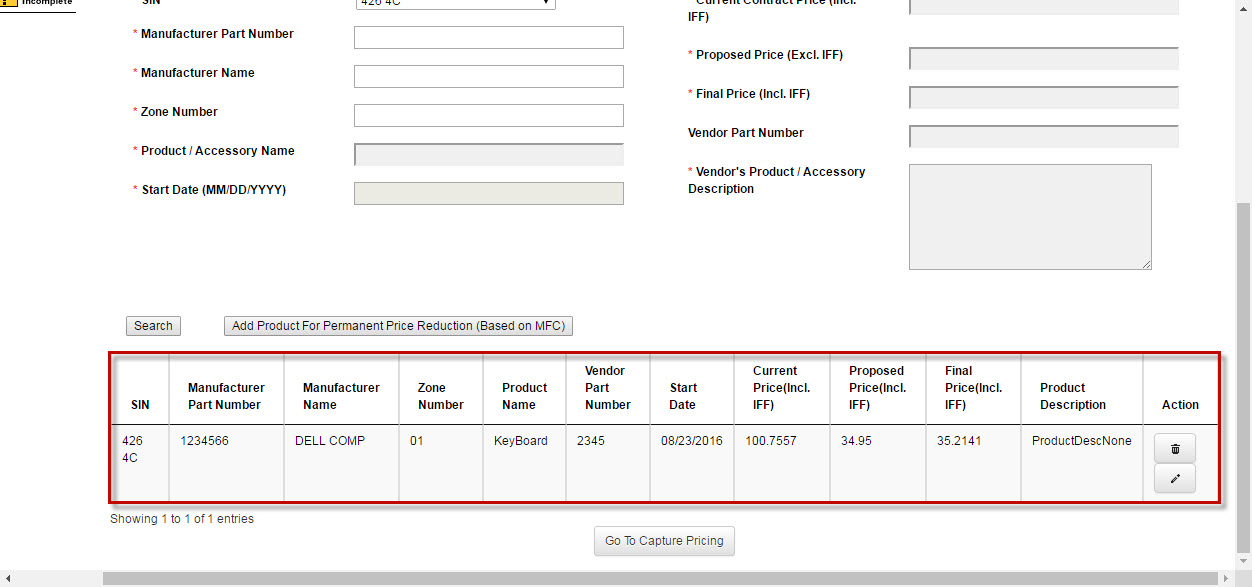 Incomplete
SIN
426 4C
* Manufacturer Part Number
* Manufacturer Name
* Zone Number
* Product / Accessory Name
* Start Date (MM/DD/YYYY)
* Current Contract Price (Incl.
IFF)
* Proposed Price (Excl. IFF)
* Final Price (Incl. IFF)
Vendor Part Number
* Vendor's Product / Accessory
Description
Search
Add Product For Permanent Price Reduction (Based on MFC)
SIN
Manufacturer
Part Number
Manufacturer
Name
Zone
Number
Product
Name
Vendor
Part
Number
Start
Date
Current
Price(Incl.
IFF)
Proposed
Price(Incl.
IFF)
Final
Price(Incl.
IFF)
Product
Description
Action
426
4C
1234566
DELL COMP
01
KeyBoard
2345
08/23/2016
100.7557
34.95
35.2141
ProductDescNone
Showing 1 to 1 of 1 entries
Go To Capture Pricing